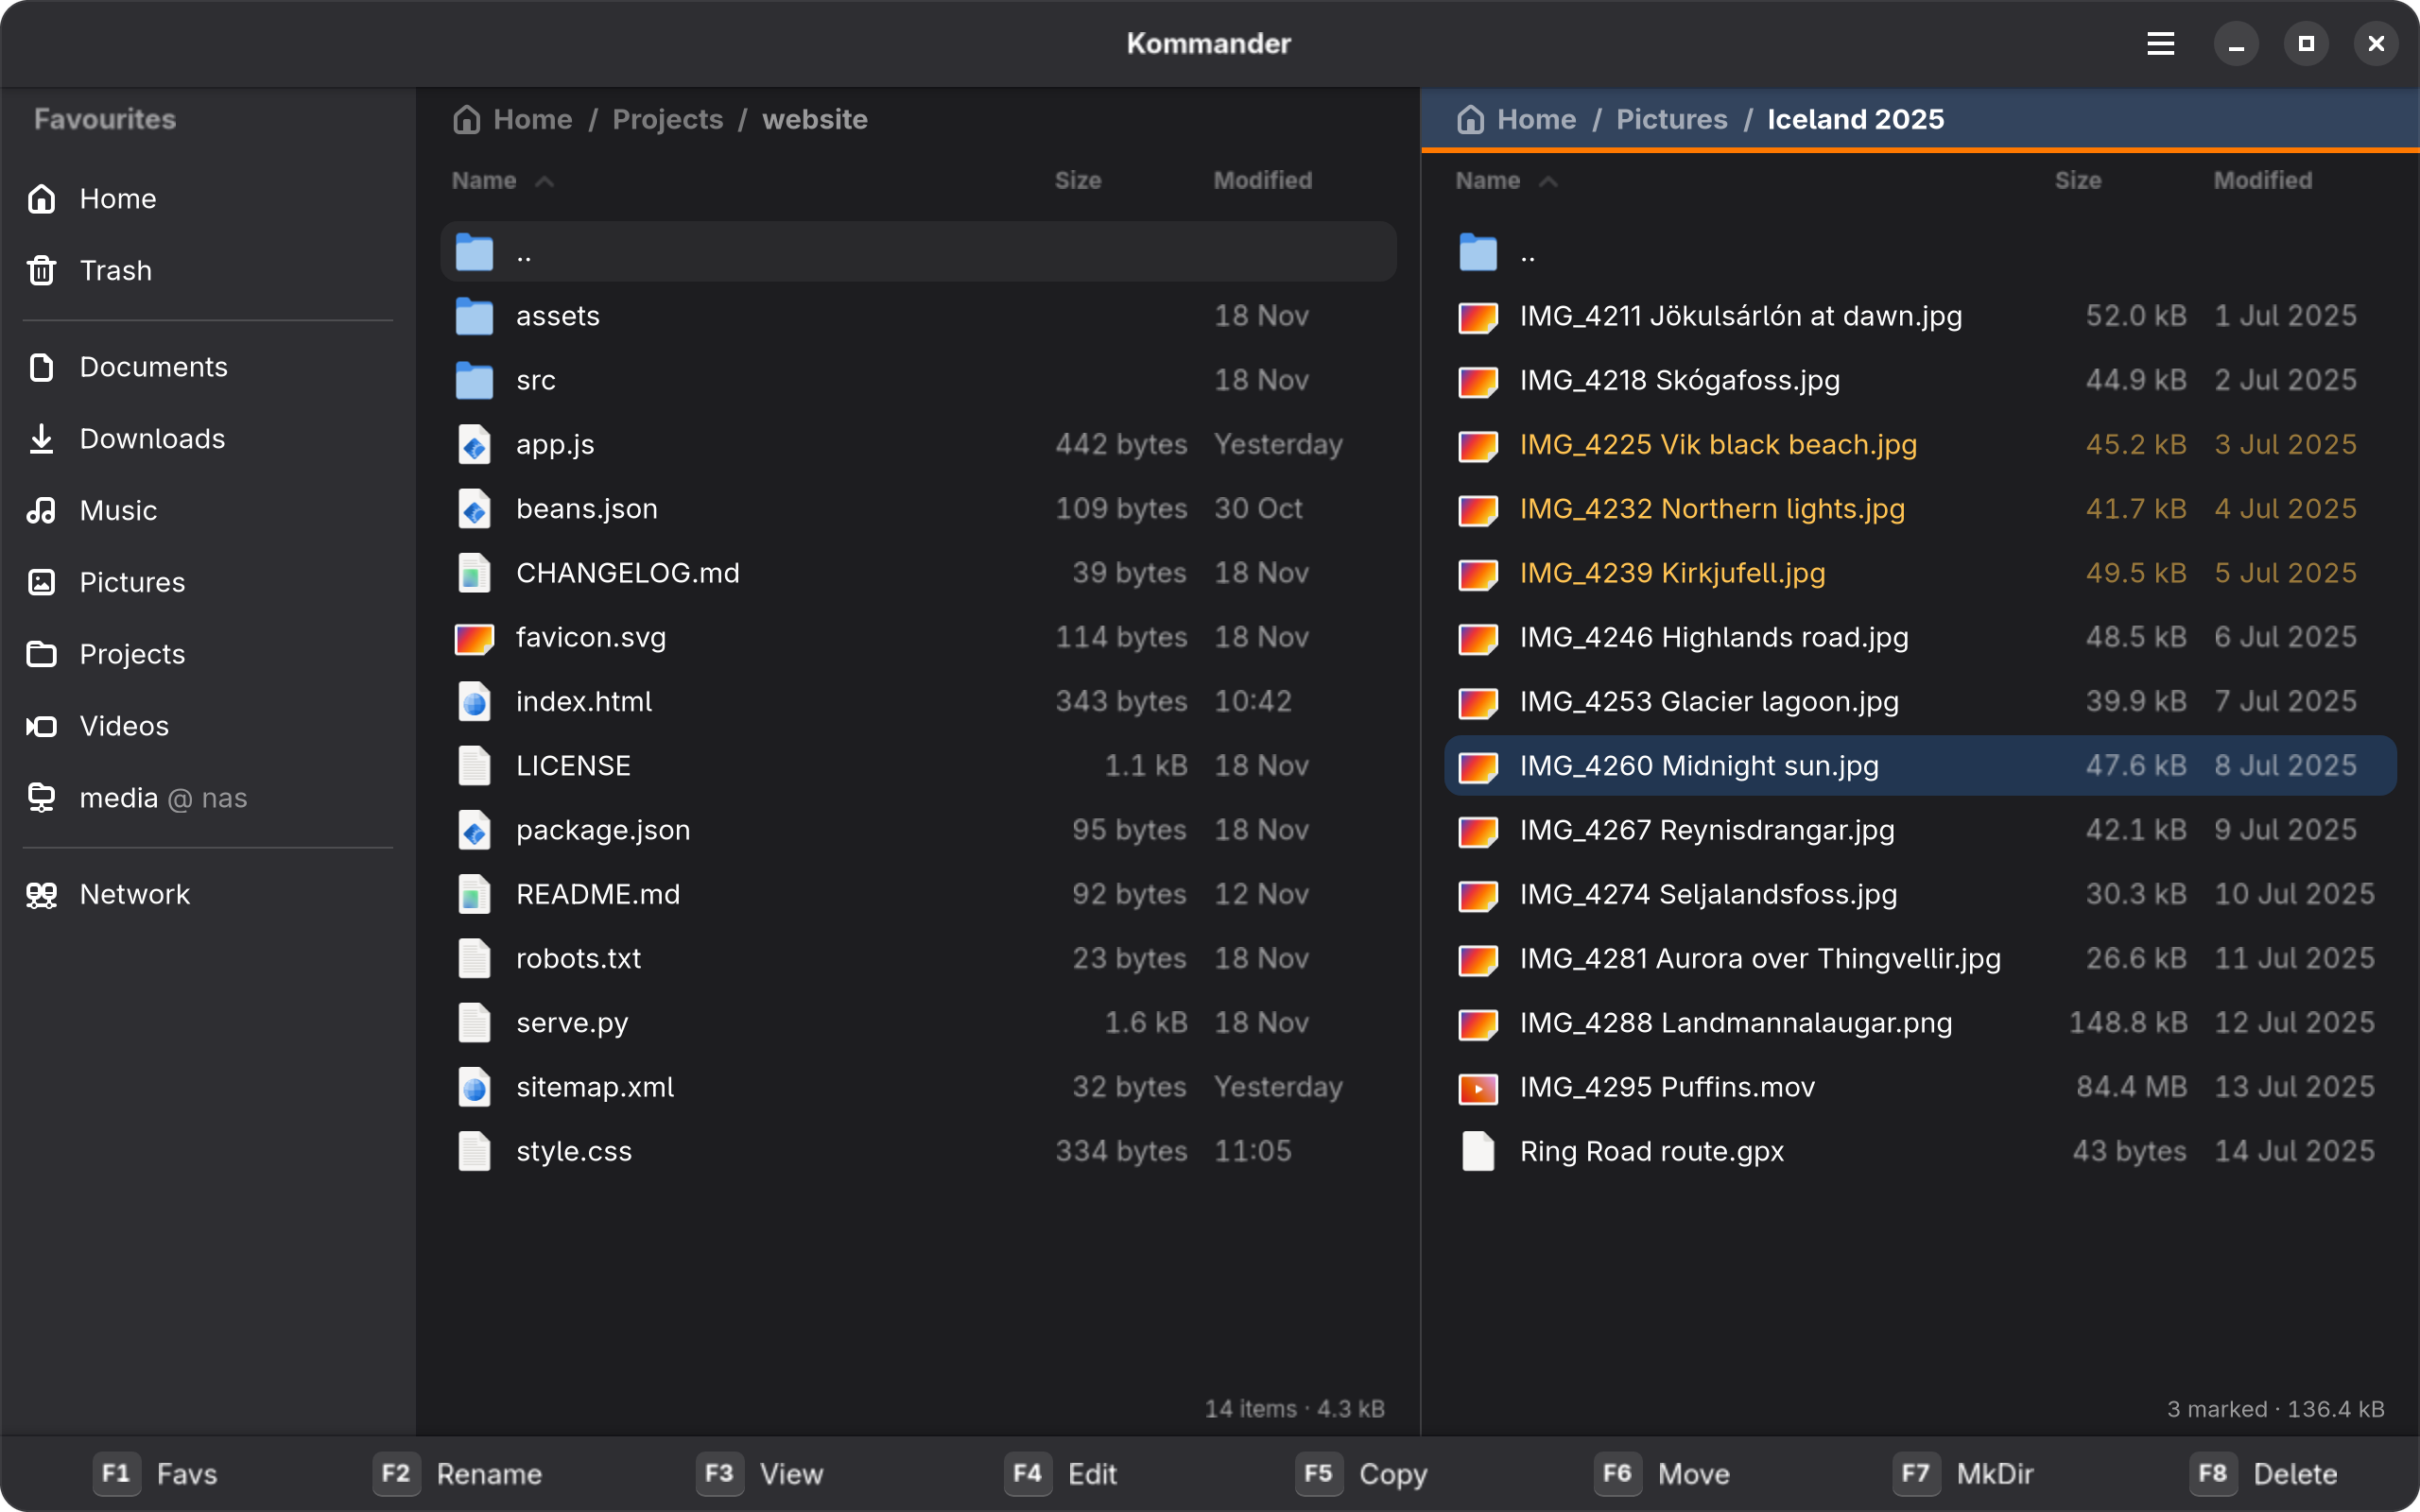 Kommander
Favourites
Home
Trash
Documents
Downloads
Music
Pictures
Projects
Videos
media @ nas
Network
Home / Projects / website
Name Size Modified
..
assets 18 Nov
src 18 Nov
app.js 442 bytes Yesterday
beans.json 109 bytes 30 Oct
CHANGELOG.md 39 bytes 18 Nov
favicon.svg 114 bytes 18 Nov
index.html 343 bytes 10:42
LICENSE 1.1 kB 18 Nov
package.json 95 bytes 18 Nov
README.md 92 bytes 12 Nov
robots.txt 23 bytes 18 Nov
serve.py 1.6 kB 18 Nov
sitemap.xml 32 bytes Yesterday
style.css 334 bytes 11:05
14 items · 4.3 kB
Home / Pictures / Iceland 2025
Name Size Modified
..
IMG_4211 Jökulsárlón at dawn.jpg 52.0 kB 1 Jul 2025
IMG_4218 Skógafoss.jpg 44.9 kB 2 Jul 2025
IMG_4225 Vik black beach.jpg 45.2 kB 3 Jul 2025
IMG_4232 Northern lights.jpg 41.7 kB 4 Jul 2025
IMG_4239 Kirkjufell.jpg 49.5 kB 5 Jul 2025
IMG_4246 Highlands road.jpg 48.5 kB 6 Jul 2025
IMG_4253 Glacier lagoon.jpg 39.9 kB 7 Jul 2025
IMG_4260 Midnight sun.jpg 47.6 kB 8 Jul 2025
IMG_4267 Reynisdrangar.jpg 42.1 kB 9 Jul 2025
IMG_4274 Seljalandsfoss.jpg 30.3 kB 10 Jul 2025
IMG_4281 Aurora over Thingvellir.jpg 26.6 kB 11 Jul 2025
IMG_4288 Landmannalaugar.png 148.8 kB 12 Jul 2025
IMG_4295 Puffins.mov 84.4 MB 13 Jul 2025
Ring Road route.gpx 43 bytes 14 Jul 2025
3 marked · 136.4 kB
F1 Favs F2 Rename F3 View F4 Edit F5 Copy F6 Move F7 MkDir F8 Delete